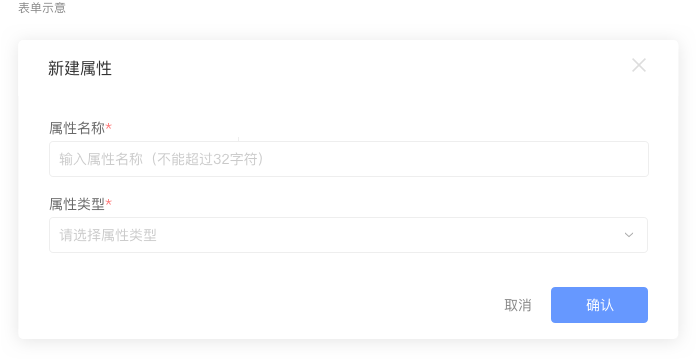 表单示意
新建属性
属性名称*
输入属性名称（不能超过32字符）
属性类型*
请选择属性类型
取消
确认